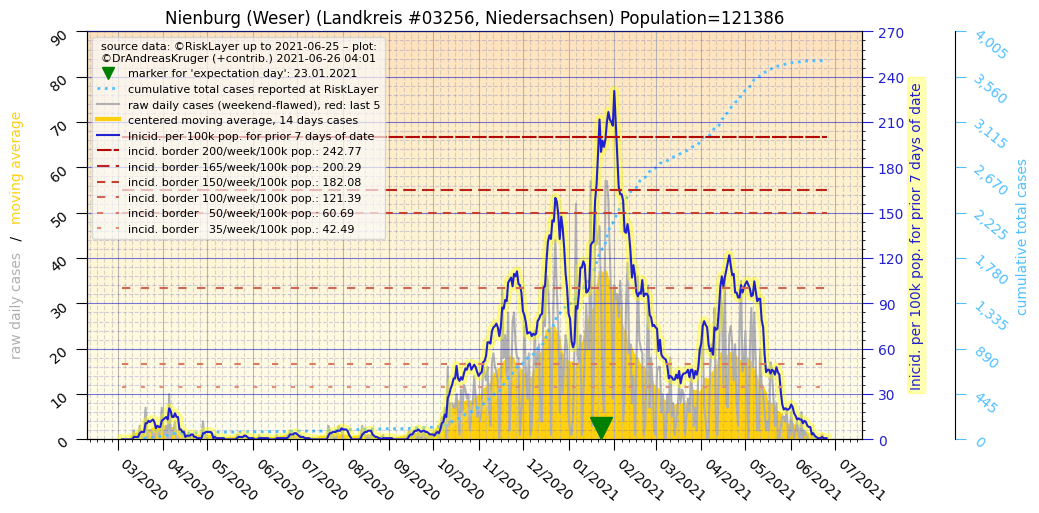 Nienburg (Weser) (Landkreis #03256, Niedersachsen) Population=121386
source data: ©RiskLayer up to 2021-06-25 – plot:
©DrAndreasKruger (+contrib.) 2021-06-26 04:01
marker for 'expectation day': 23.01.2021
cumulative total cases reported at RiskLayer
raw daily cases (weekend-flawed), red: last 5
centered moving average, 14 days cases
Inicid. per 100k pop. for prior 7 days of date
incid. border 200/week/100k pop.: 242.77
incid. border 165/week/100k pop.: 200.29
incid. border 150/week/100k pop.: 182.08
incid. border 100/week/100k pop.: 121.39
incid. border 50/week/100k pop.: 60.69
incid. border 35/week/100k pop.: 42.49
raw daily cases / moving average
90
80
70
60
50
40
30
20
10
0
270
240
210
180
150
120
90
60
30
0
Inicid. per 100k pop. for prior 7 days of date
4,005
3,560
3,115
2,670
2,225
1,780
1,335
890
445
0
cumulative total cases
03/2020
04/2020
05/2020
06/2020
07/2020
08/2020
09/2020
10/2020
11/2020
12/2020
01/2021
02/2021
03/2021
04/2021
05/2021
06/2021
07/2021